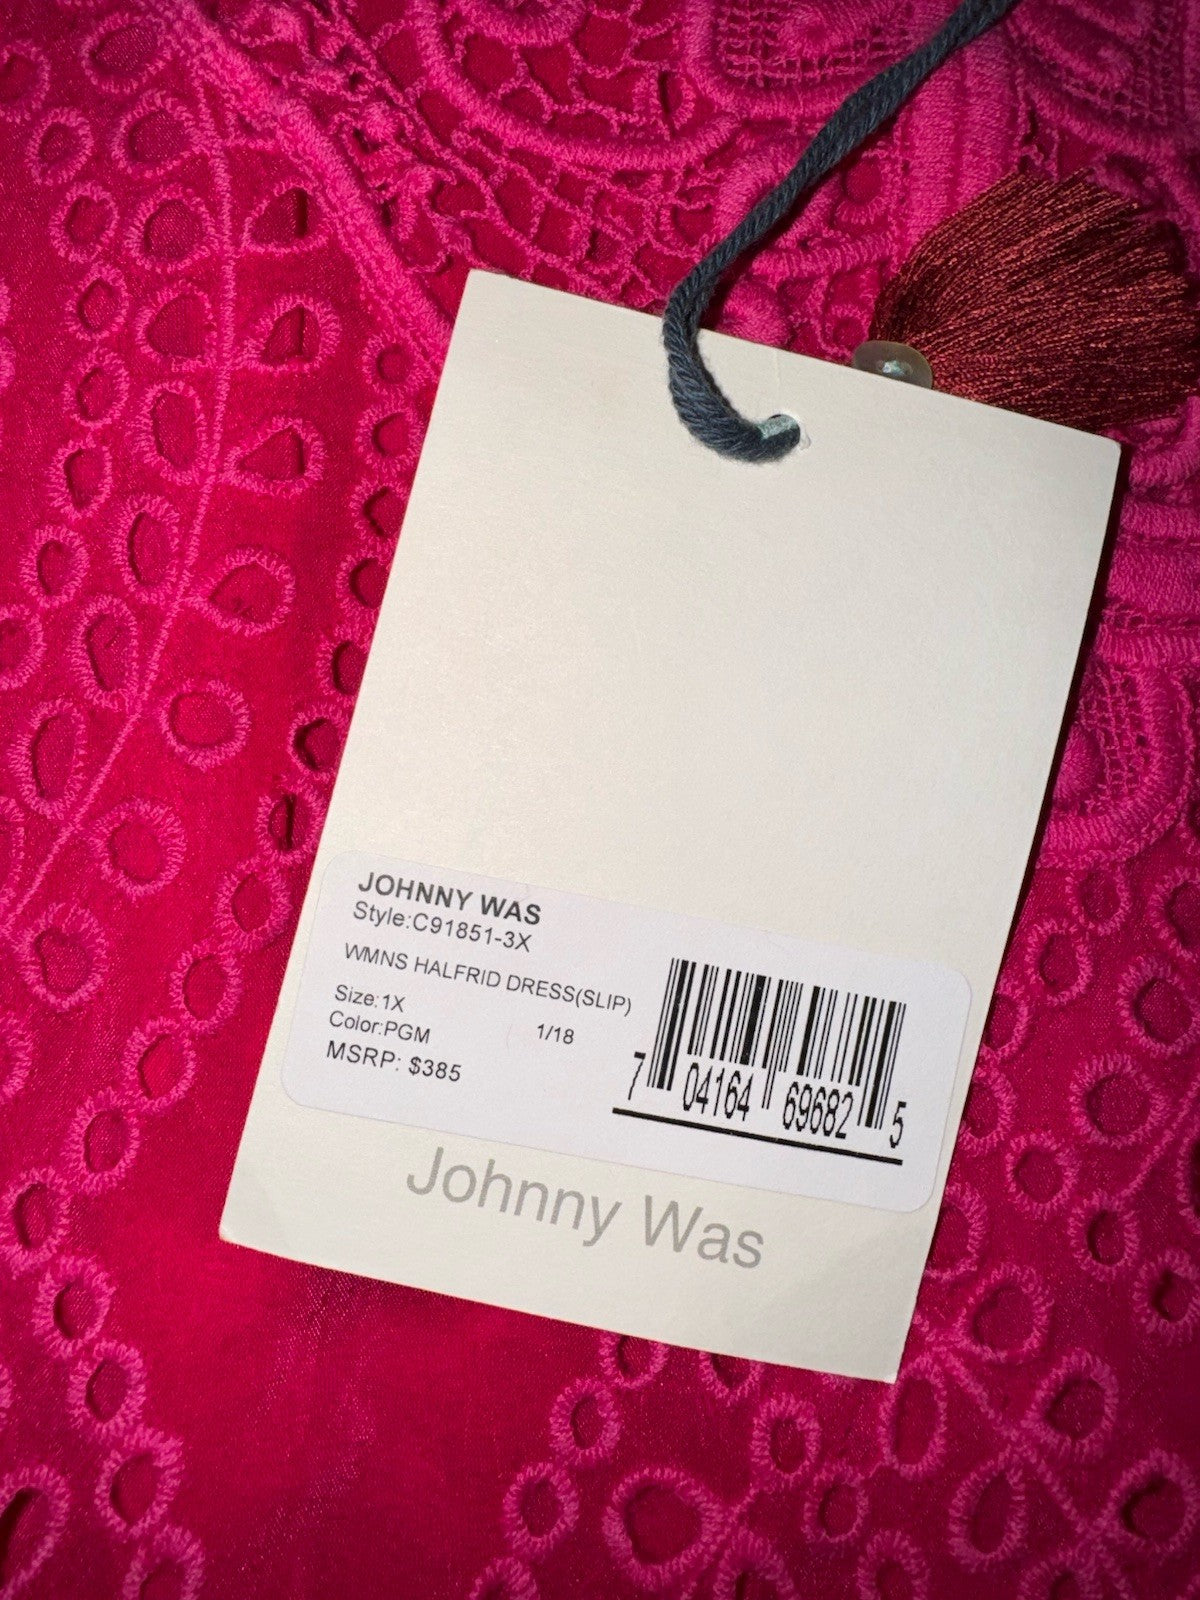 JOHNNY WAS
Style:C91851-3X
WMNS HALFRID DRESS(SLIP)
Size:1X
Color:PGM 1/18
MSRP: $385
7 04164 69682 5
Johnny Was